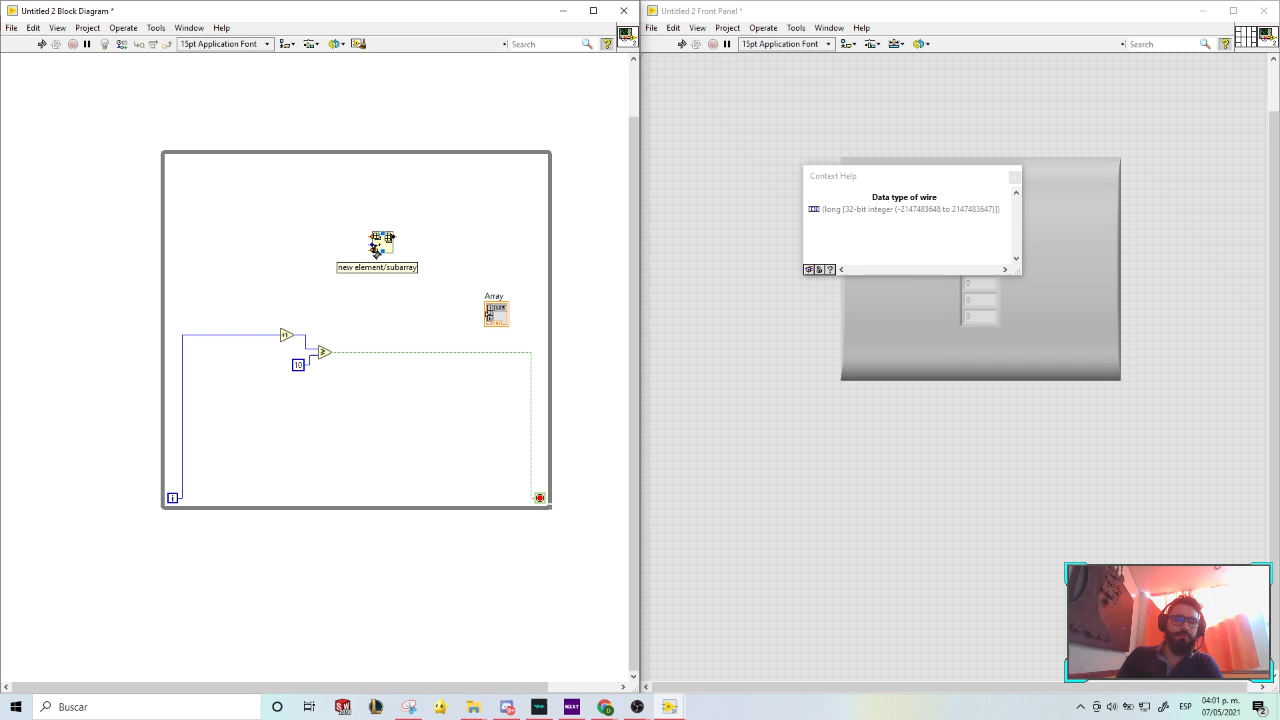 Untitled 2 Block Diagram *
File Edit View Project Operate Tools Window Help
15pt Application Font
Search
new element/subarray
Array
+1
10
i
Untitled 2 Front Panel *
File Edit View Project Operate Tools Window Help
15pt Application Font
Search
Context Help
Data type of wire
(long [32-bit integer (-2147483648 to 2147483647)])
0
0
0
Buscar
ESP
04:01 p. m.
07/05/2021
2